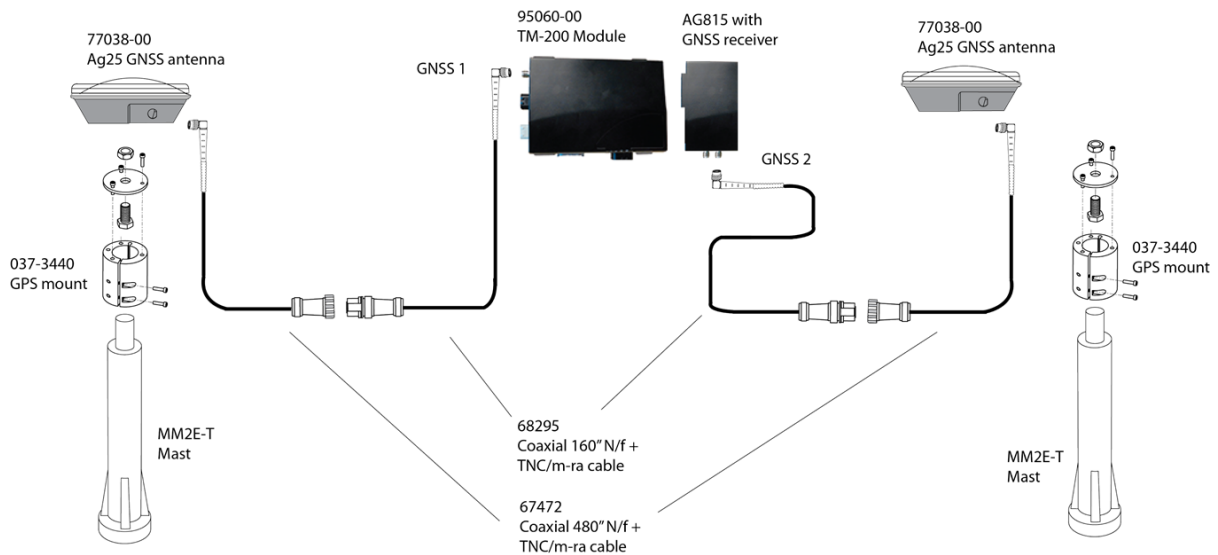 77038-00
Ag25 GNSS antenna
GNSS 1
95060-00
TM-200 Module
AG815 with
GNSS receiver
GNSS 2
77038-00
Ag25 GNSS antenna
037-3440
GPS mount
037-3440
GPS mount
MM2E-T
Mast
MM2E-T
Mast
68295
Coaxial 160” N/f +
TNC/m-ra cable
67472
Coaxial 480” N/f +
TNC/m-ra cable